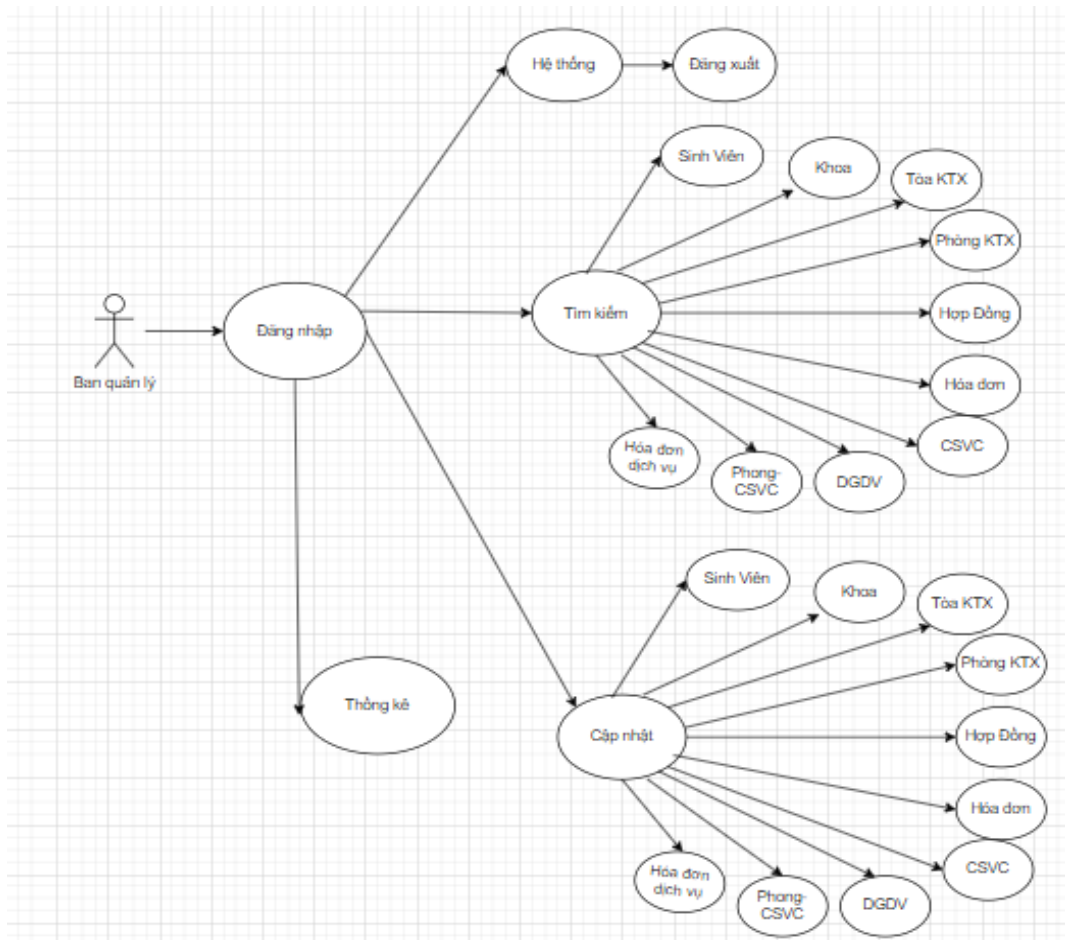 Hệ thống
Đăng xuất
Sinh Viên
Khoa
Tòa KTX
Phòng KTX
Đăng nhập
Tìm kiếm
Hợp Đồng
Ban quản lý
Hóa đơn
CSVC
Hóa đơn
dịch vụ
Phong-
CSVC
DGDV
Sinh Viên
Khoa
Tòa KTX
Phòng KTX
Thống kê
Cập nhật
Hợp Đồng
Hóa đơn
CSVC
Hóa đơn
dịch vụ
Phong-
CSVC
DGDV